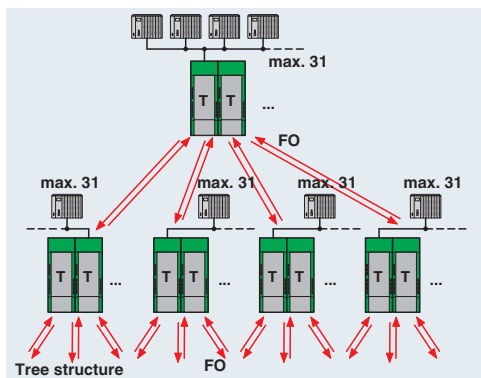 max. 31
T T ...
FO
max. 31 max. 31 max. 31 max. 31
T T ... T T ... T T ... T T ...
Tree structure FO